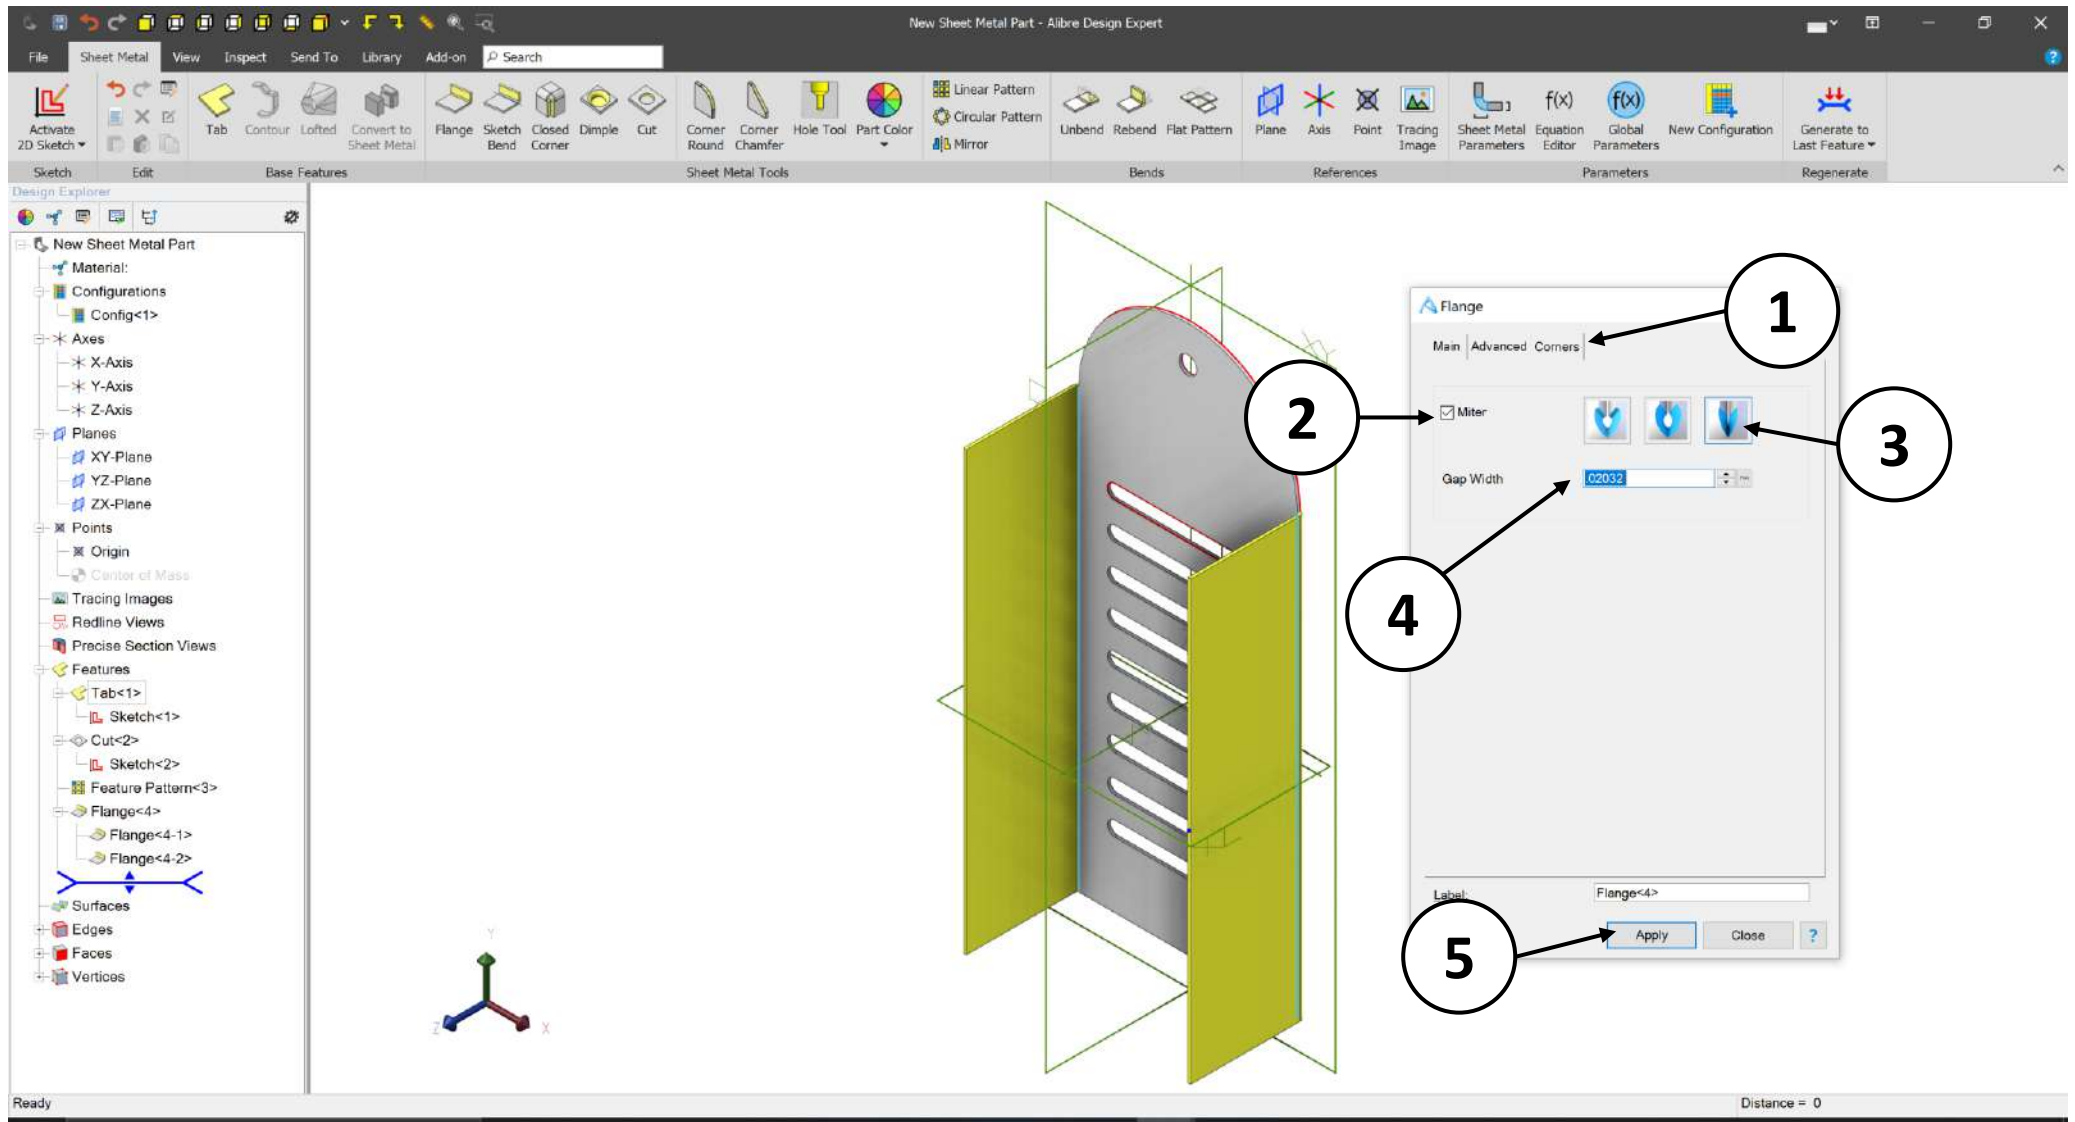 New Sheet Metal Part - Alibre Design Expert
File Sheet Metal View Inspect Send To Library Add-on Search
Activate 2D Sketch
Tab Contour Lofted Convert to Sheet Metal
Flange Sketch Bend Closed Corner Dimple Cut Corner Round Corner Chamfer Hole Tool Part Color
Linear Pattern
Circular Pattern
Mirror
Unbend Rebend Flat Pattern
Plane Axis Point Tracing Image
Sheet Metal Parameters f(x) Equation Editor f(x) Global Parameters New Configuration
Generate to Last Feature
Sketch Edit Base Features Sheet Metal Tools Bends References Parameters Regenerate
Design Explorer
New Sheet Metal Part
Material:
Configurations
Config<1>
Axes
X-Axis
Y-Axis
Z-Axis
Planes
XY-Plane
YZ-Plane
ZX-Plane
Points
Origin
Center of Mass
Tracing Images
Redline Views
Precise Section Views
Features
Tab<1>
Sketch<1>
Cut<2>
Sketch<2>
Feature Pattern<3>
Flange<4>
Flange<4-1>
Flange<4-2>
Surfaces
Edges
Faces
Vertices
Y
Z
X
Flange
Main Advanced Corners
1
2
Miter
3
Gap Width .02032
4
Label: Flange<4>
5
Apply Close ?
Ready
Distance = 0